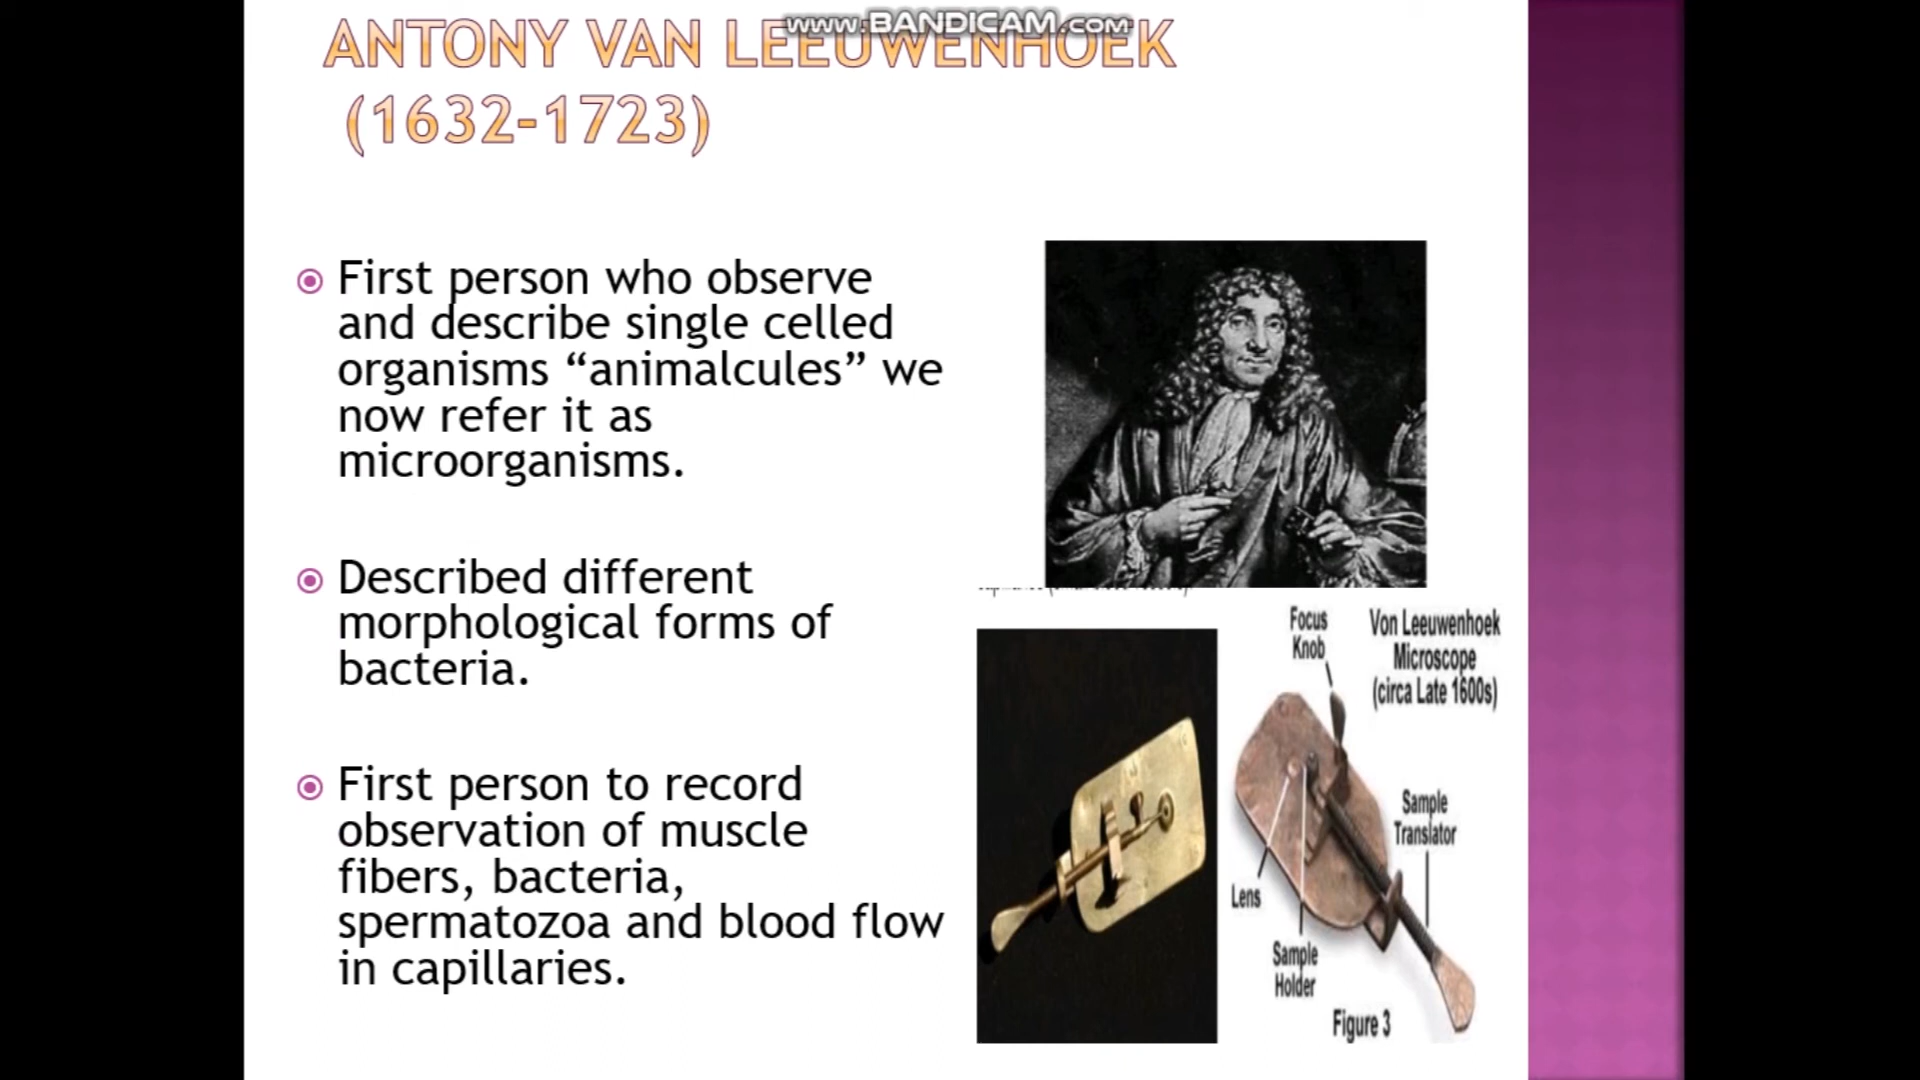 www.BANDICAM.com
ANTONY VAN LEEUWENHOEK
(1632-1723)
First person who observe
and describe single celled
organisms “animalcules” we
now refer it as
microorganisms.
Described different
morphological forms of
bacteria.
First person to record
observation of muscle
fibers, bacteria,
spermatozoa and blood flow
in capillaries.
Focus
Knob
Von Leeuwenhoek
Microscope
(circa Late 1600s)
Sample
Translator
Lens
Sample
Holder
Figure 3